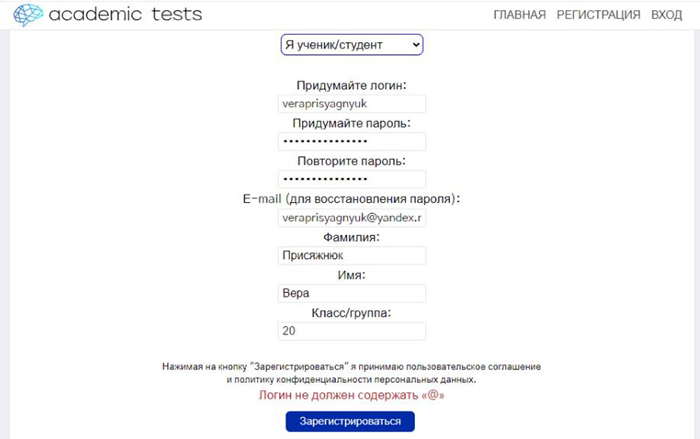 academic tests
ГЛАВНАЯ РЕГИСТРАЦИЯ ВХОД
Я ученик/студент
Придумайте логин:
veraprisyagnyuk
Придумайте пароль:
•••••••••••••••
Повторите пароль:
•••••••••••••••
E-mail (для восстановления пароля):
veraprisyagnyuk@yandex.r
Фамилия:
Присяжнюк
Имя:
Вера
Класс/группа:
20
Нажимая на кнопку "Зарегистрироваться" я принимаю пользовательское соглашение
и политику конфиденциальности персональных данных.
Логин не должен содержать «@»
Зарегистрироваться